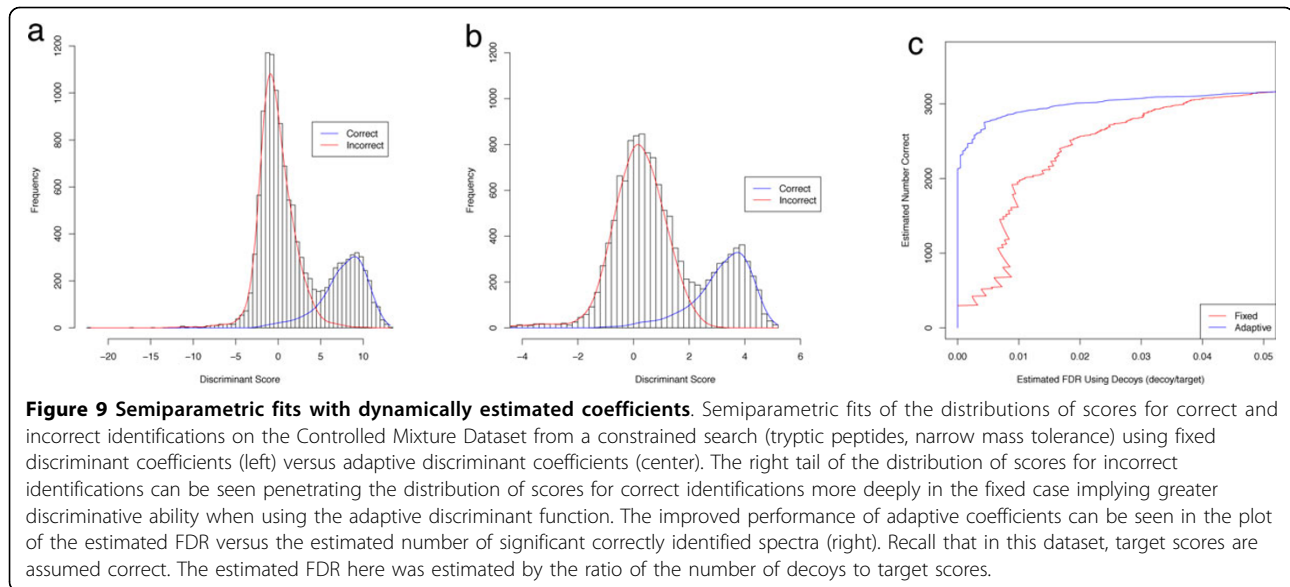 a
1200
1000
800
600
400
200
0
Frequency
Correct
Incorrect
−20 −15 −10 −5 0 5 10
Discriminant Score
b
1200
1000
800
600
400
200
0
Frequency
Correct
Incorrect
−4 −2 0 2 4 6
Discriminant Score
c
3000
2000
1000
0
Estimated Number Correct
Fixed
Adaptive
0.00 0.01 0.02 0.03 0.04 0.05
Estimated FDR Using Decoys (decoy/target)
Figure 9 Semiparametric fits with dynamically estimated coefficients. Semiparametric fits of the distributions of scores for correct and
incorrect identifications on the Controlled Mixture Dataset from a constrained search (tryptic peptides, narrow mass tolerance) using fixed
discriminant coefficients (left) versus adaptive discriminant coefficients (center). The right tail of the distribution of scores for incorrect
identifications can be seen penetrating the distribution of scores for correct identifications more deeply in the fixed case implying greater
discriminative ability when using the adaptive discriminant function. The improved performance of adaptive coefficients can be seen in the plot
of the estimated FDR versus the estimated number of significant correctly identified spectra (right). Recall that in this dataset, target scores are
assumed correct. The estimated FDR here was estimated by the ratio of the number of decoys to target scores.